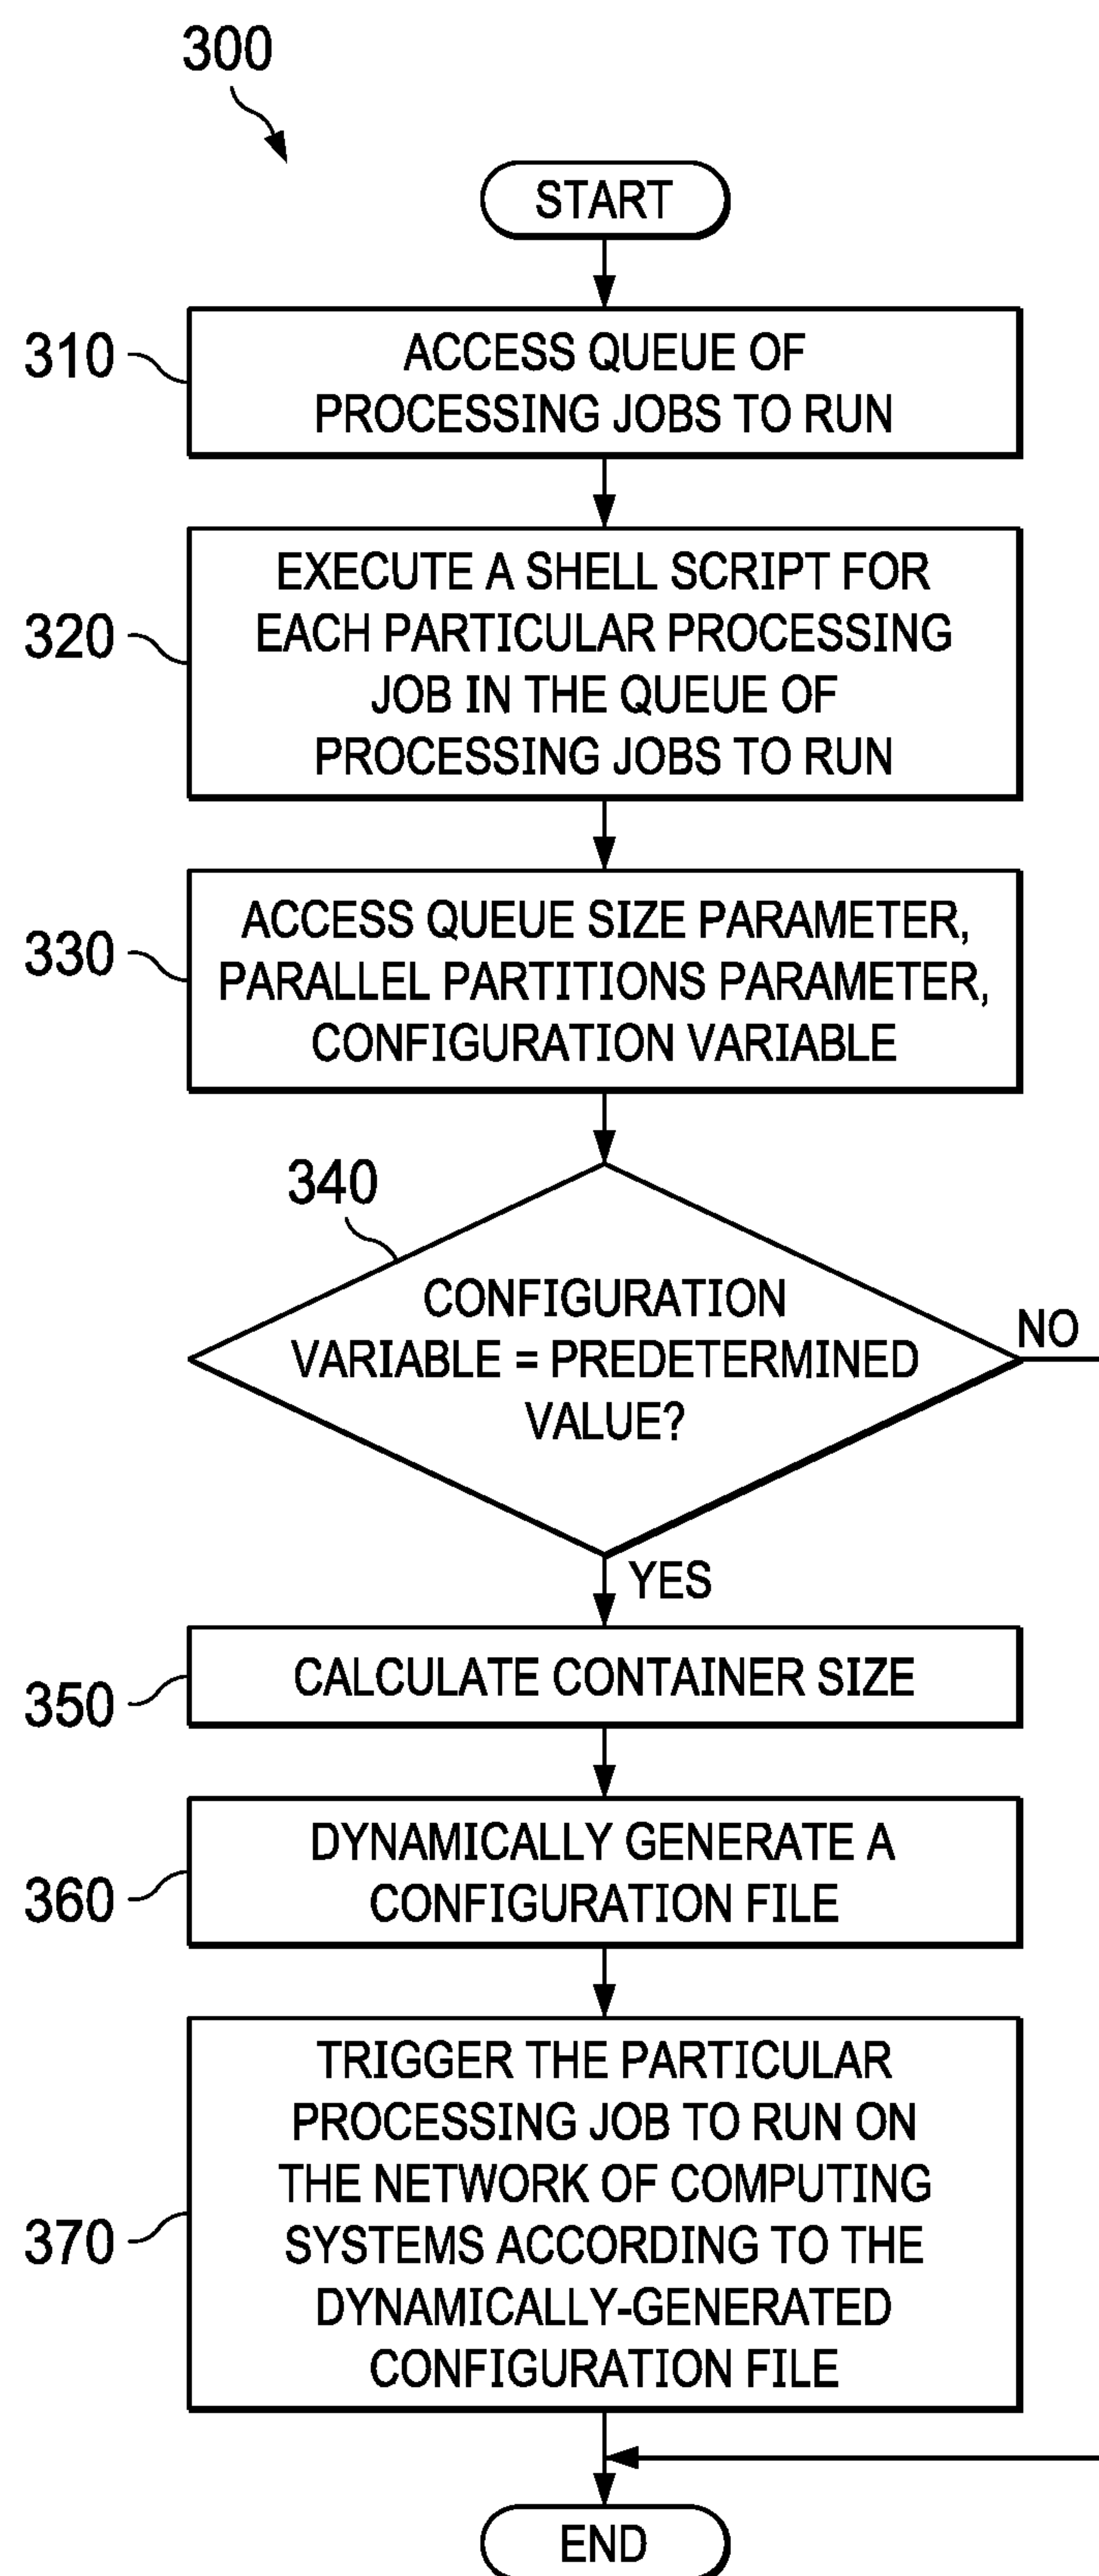 300
START
310
ACCESS QUEUE OF
PROCESSING JOBS TO RUN
320
EXECUTE A SHELL SCRIPT FOR
EACH PARTICULAR PROCESSING
JOB IN THE QUEUE OF
PROCESSING JOBS TO RUN
330
ACCESS QUEUE SIZE PARAMETER,
PARALLEL PARTITIONS PARAMETER,
CONFIGURATION VARIABLE
340
CONFIGURATION
VARIABLE = PREDETERMINED
VALUE?
NO
YES
350
CALCULATE CONTAINER SIZE
360
DYNAMICALLY GENERATE A
CONFIGURATION FILE
370
TRIGGER THE PARTICULAR
PROCESSING JOB TO RUN ON
THE NETWORK OF COMPUTING
SYSTEMS ACCORDING TO THE
DYNAMICALLY-GENERATED
CONFIGURATION FILE
END